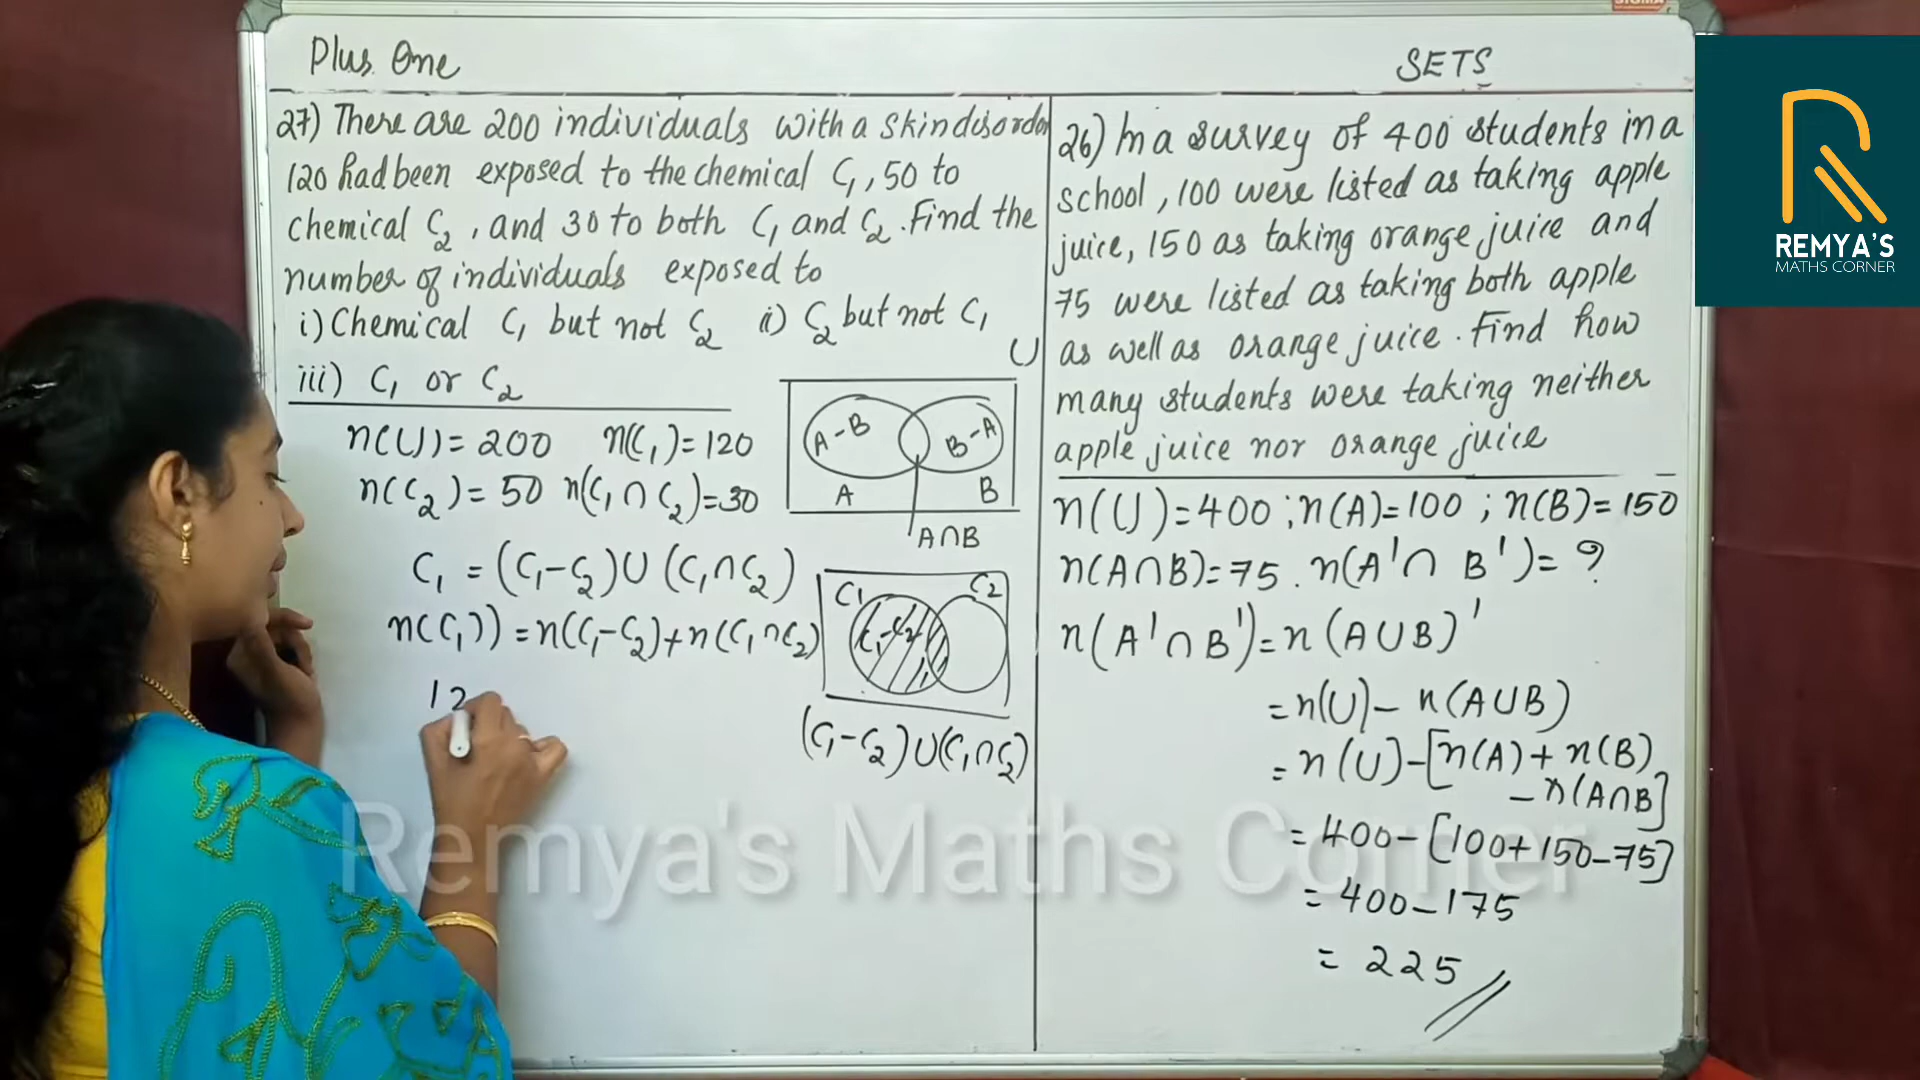 Plus One
SETS
27) There are 200 individuals with a skin disorder
120 had been exposed to the chemical C₁, 50 to
chemical C₂, and 30 to both C₁ and C₂. Find the
number of individuals exposed to
i) Chemical C₁ but not C₂ ii) C₂ but not C₁
iii) C₁ or C₂
n(U) = 200 n(C₁) = 120
n(C₂) = 50 n(C₁ ∩ C₂) = 30
C₁ = (C₁-C₂) ∪ (C₁∩C₂)
n(C₁)) = n(C₁-C₂) + n(C₁∩C₂)
12
U
A-B B-A
A B
A∩B
C₁ C₂
C₁-C₂
(C₁-C₂)∪(C₁∩C₂)
26) In a survey of 400 students in a
school, 100 were listed as taking apple
juice, 150 as taking orange juice and
75 were listed as taking both apple
as well as orange juice. Find how
many students were taking neither
apple juice nor orange juice
n(U)=400; n(A)=100; n(B)=150
n(A∩B)=75. n(A'∩ B')= ?
n(A'∩B')= n(A∪B)'
= n(U) - n(A∪B)
= n(U) - [n(A) + n(B)
- n(A∩B]
= 400 - [100+150-75]
= 400-175
= 225
REMYA'S
MATHS CORNER
Remya's Maths Corner